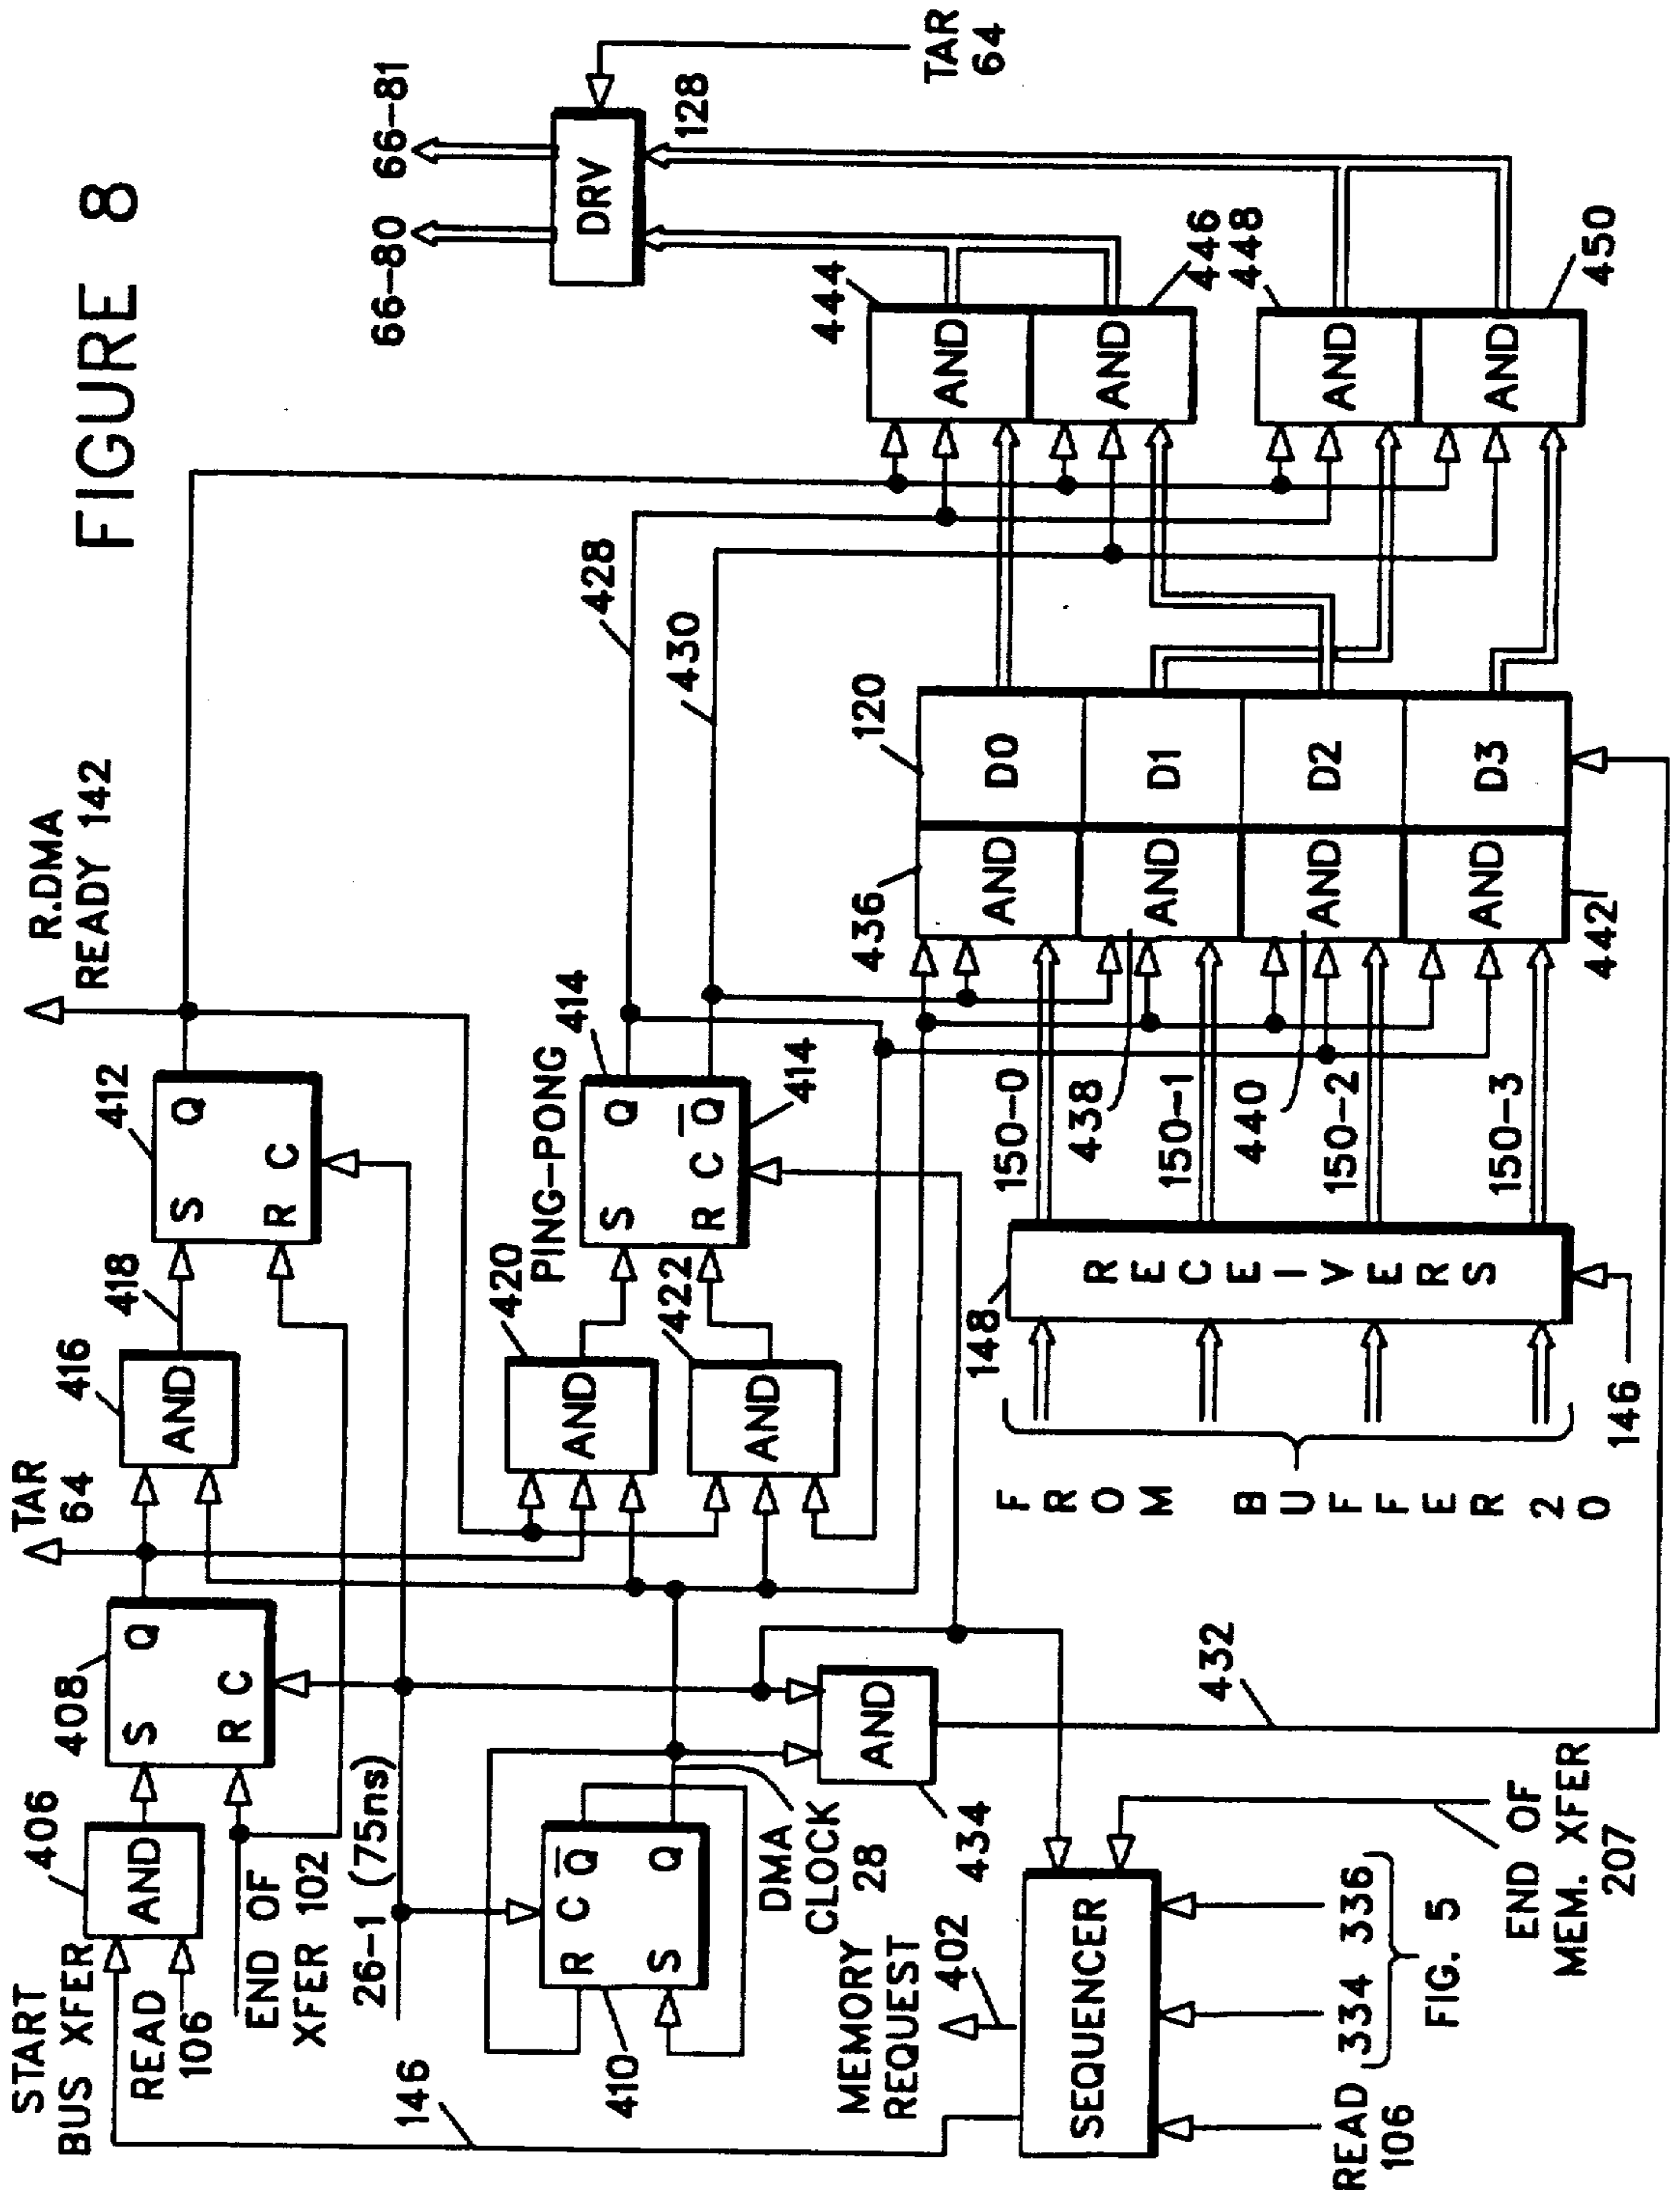 FIGURE 8
START
BUS XFER
READ
106
406
AND
END OF
XFER 102
26-1 (75ns)
408
S Q
R C
TAR
64
416
AND
418
412
S Q
R C
R.DMA
READY 142
66-80 66-81
DRV
128
TAR
64
146
410
R C Q
S Q
DMA
CLOCK
28
420
AND
422
AND
PING-PONG
414
S Q
R C Q
414
428
430
434
AND
432
MEMORY
REQUEST
402
SEQUENCER
READ
106
334 336
FIG. 5
END OF
MEM. XFER
207
FROM BUFFER 20
148
RECEIVERS
146
150-0
438
150-1
440
150-2
150-3
436
AND
AND
AND
AND
442
120
D0
D1
D2
D3
444
AND
AND
446
448
AND
AND
450